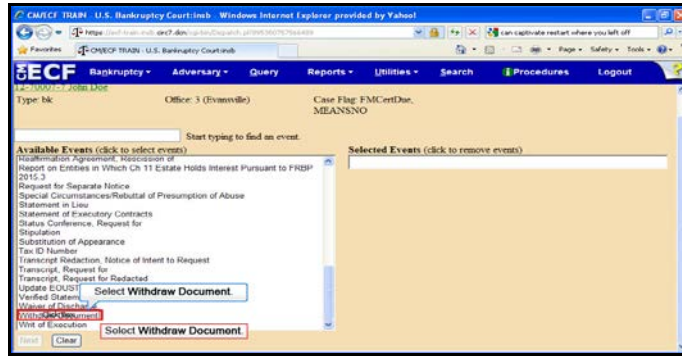 CM/ECF TRAIN - U.S. Bankruptcy Court:insb - Windows Internet Explorer provided by Yahoo!
can captivate restart where you left off
Favorites CM/ECF TRAIN - U.S. Bankruptcy Court:insb
Page Safety Tools
ECF Bankruptcy Adversary Query Reports Utilities Search Procedures Logout
12-70007-7 John Doe
Type: bk Office: 3 (Evansville) Case Flag: FMCertDue, MEANSNO
Start typing to find an event.
Available Events (click to select events) Selected Events (click to remove events)
Reaffirmation Agreement, Rescission of
Report on Entities in Which Ch 11 Estate Holds Interest Pursuant to FRBP
2015.3
Request for Separate Notice
Special Circumstances/Rebuttal of Presumption of Abuse
Statement in Lieu
Statement of Executory Contracts
Status Conference, Request for
Stipulation
Substitution of Appearance
Tax ID Number
Transcript Redaction, Notice of Intent to Request
Transcript, Request for
Transcript, Request for Redacted
Update EOUST
Verified Statem
Select Withdraw Document.
Waiver of Discha
Withdraw Document
Writ of Execution
Select Withdraw Document.
Next Clear